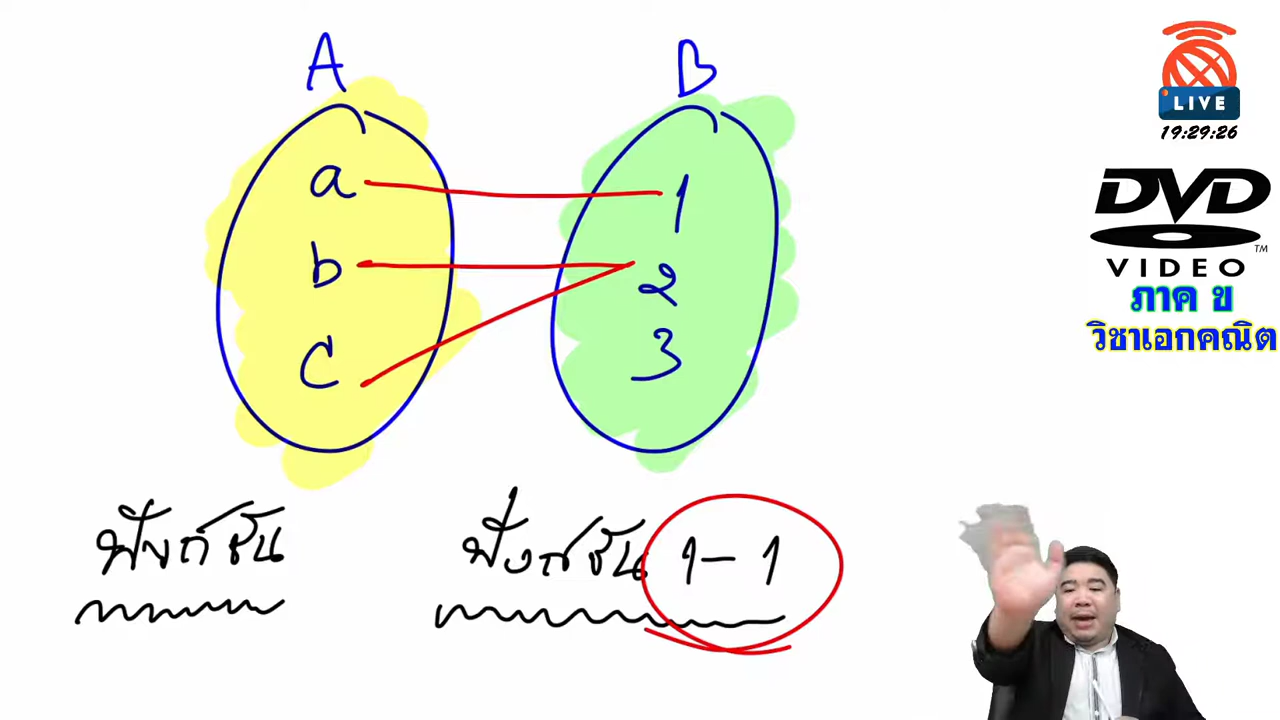 A B
a 1
b 2
c 3
ฟังก์ชัน ฟังก์ชัน 1-1
LIVE
19:29:26
DVD
TM
VIDEO
ภาค ข
วิชาเอกคณิต